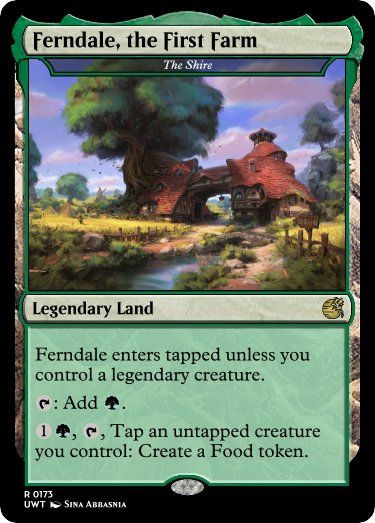 Ferndale, the First Farm
The Shire
Legendary Land
Ferndale enters tapped unless you
control a legendary creature.
: Add .
1 , , Tap an untapped creature
you control: Create a Food token.
R 0173
UWT Sina Abbasnia